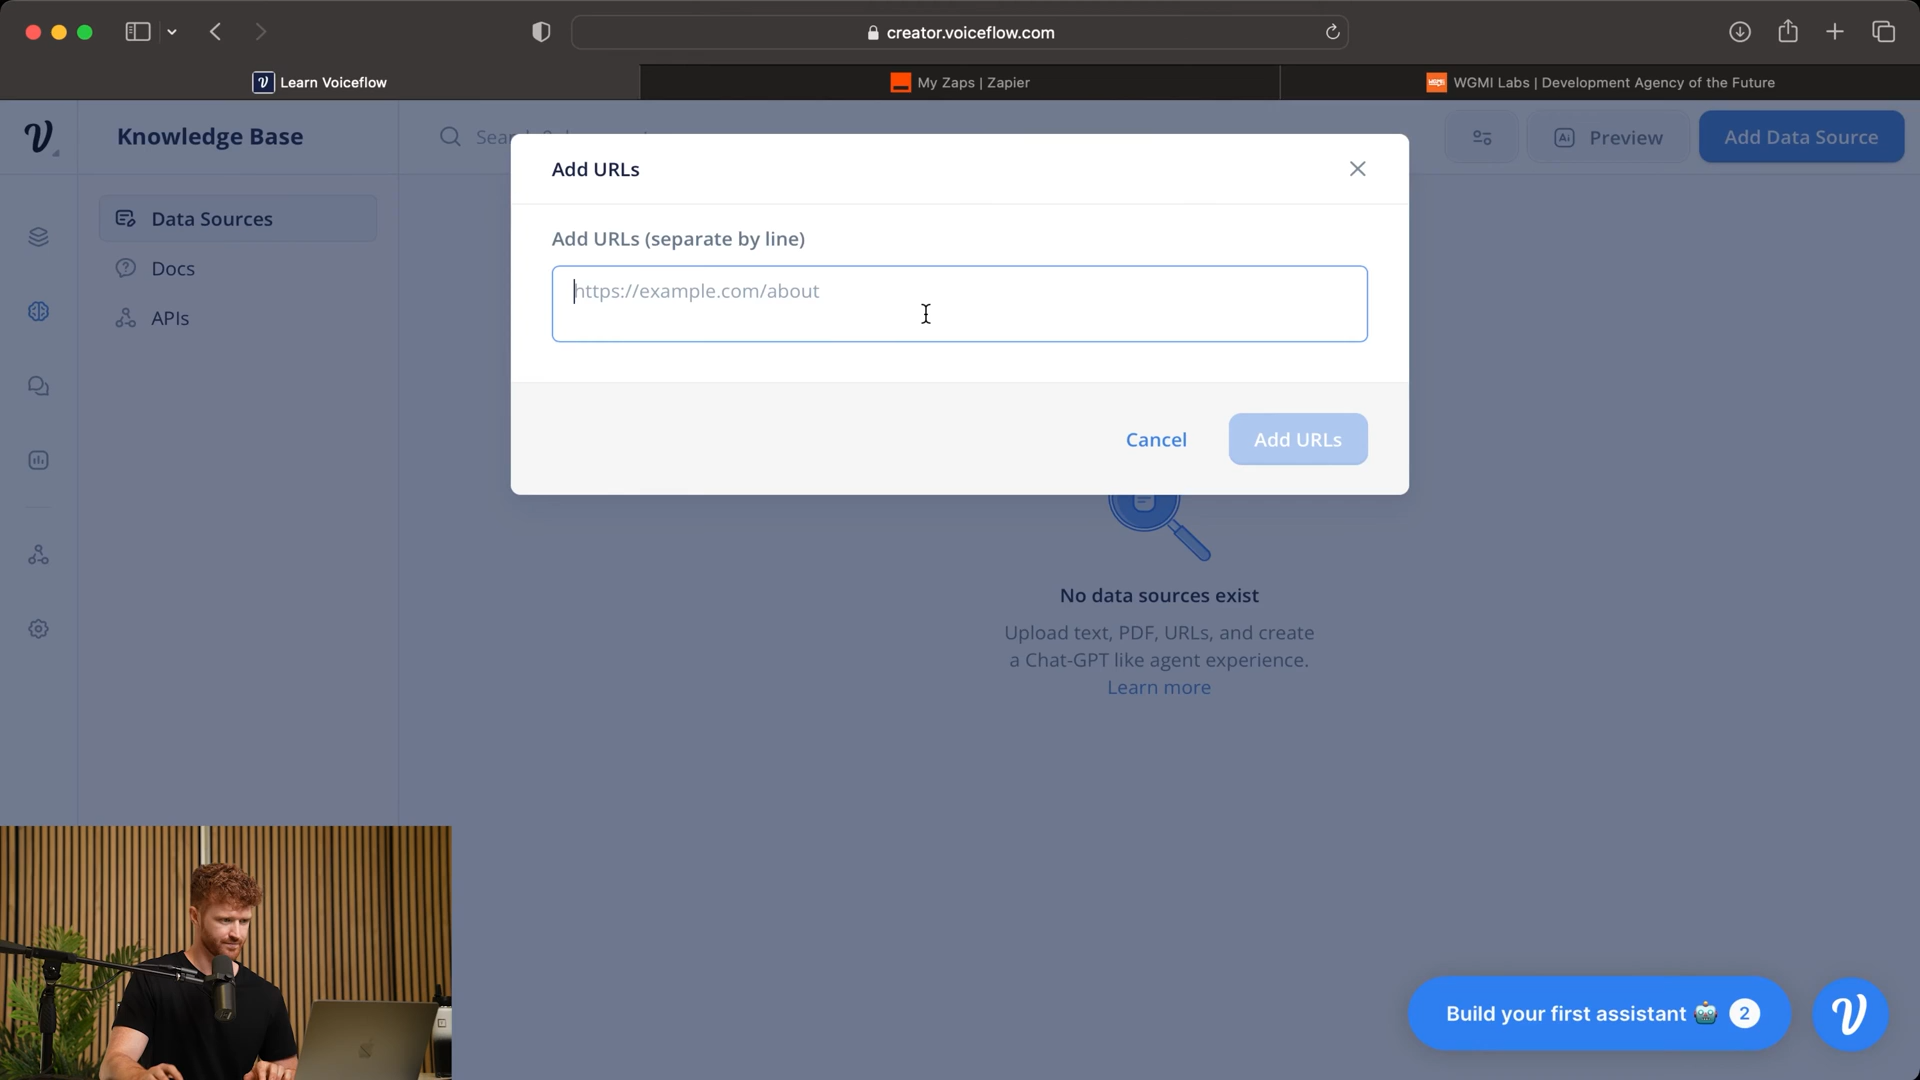 creator.voiceflow.com
Learn Voiceflow
My Zaps | Zapier
WGMI Labs | Development Agency of the Future
Knowledge Base
Preview
Add Data Source
Data Sources
Docs
APIs
Add URLs
Add URLs (separate by line)
https://example.com/about
Cancel
Add URLs
No data sources exist
Upload text, PDF, URLs, and create
a Chat-GPT like agent experience.
Learn more
Build your first assistant 🤖 2